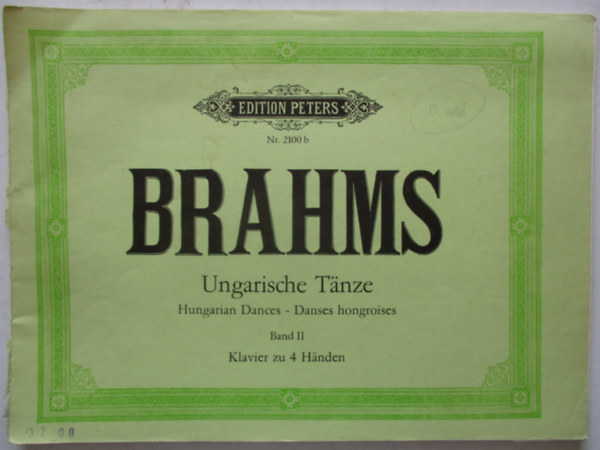 EDITION PETERS
Nr. 2100 b
BRAHMS
Ungarische Tänze
Hungarian Dances - Danses hongroises
Band II
Klavier zu 4 Händen